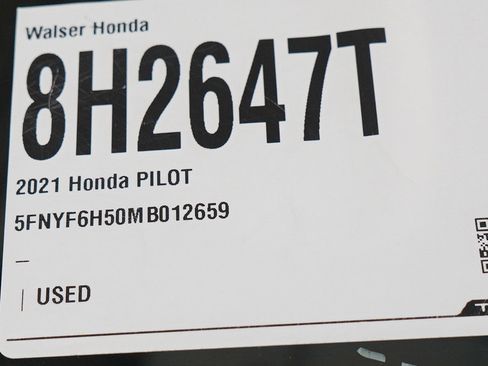 Walser Honda
8H2647T
2021 Honda PILOT
5FNYF6H50MB012659
_
| USED